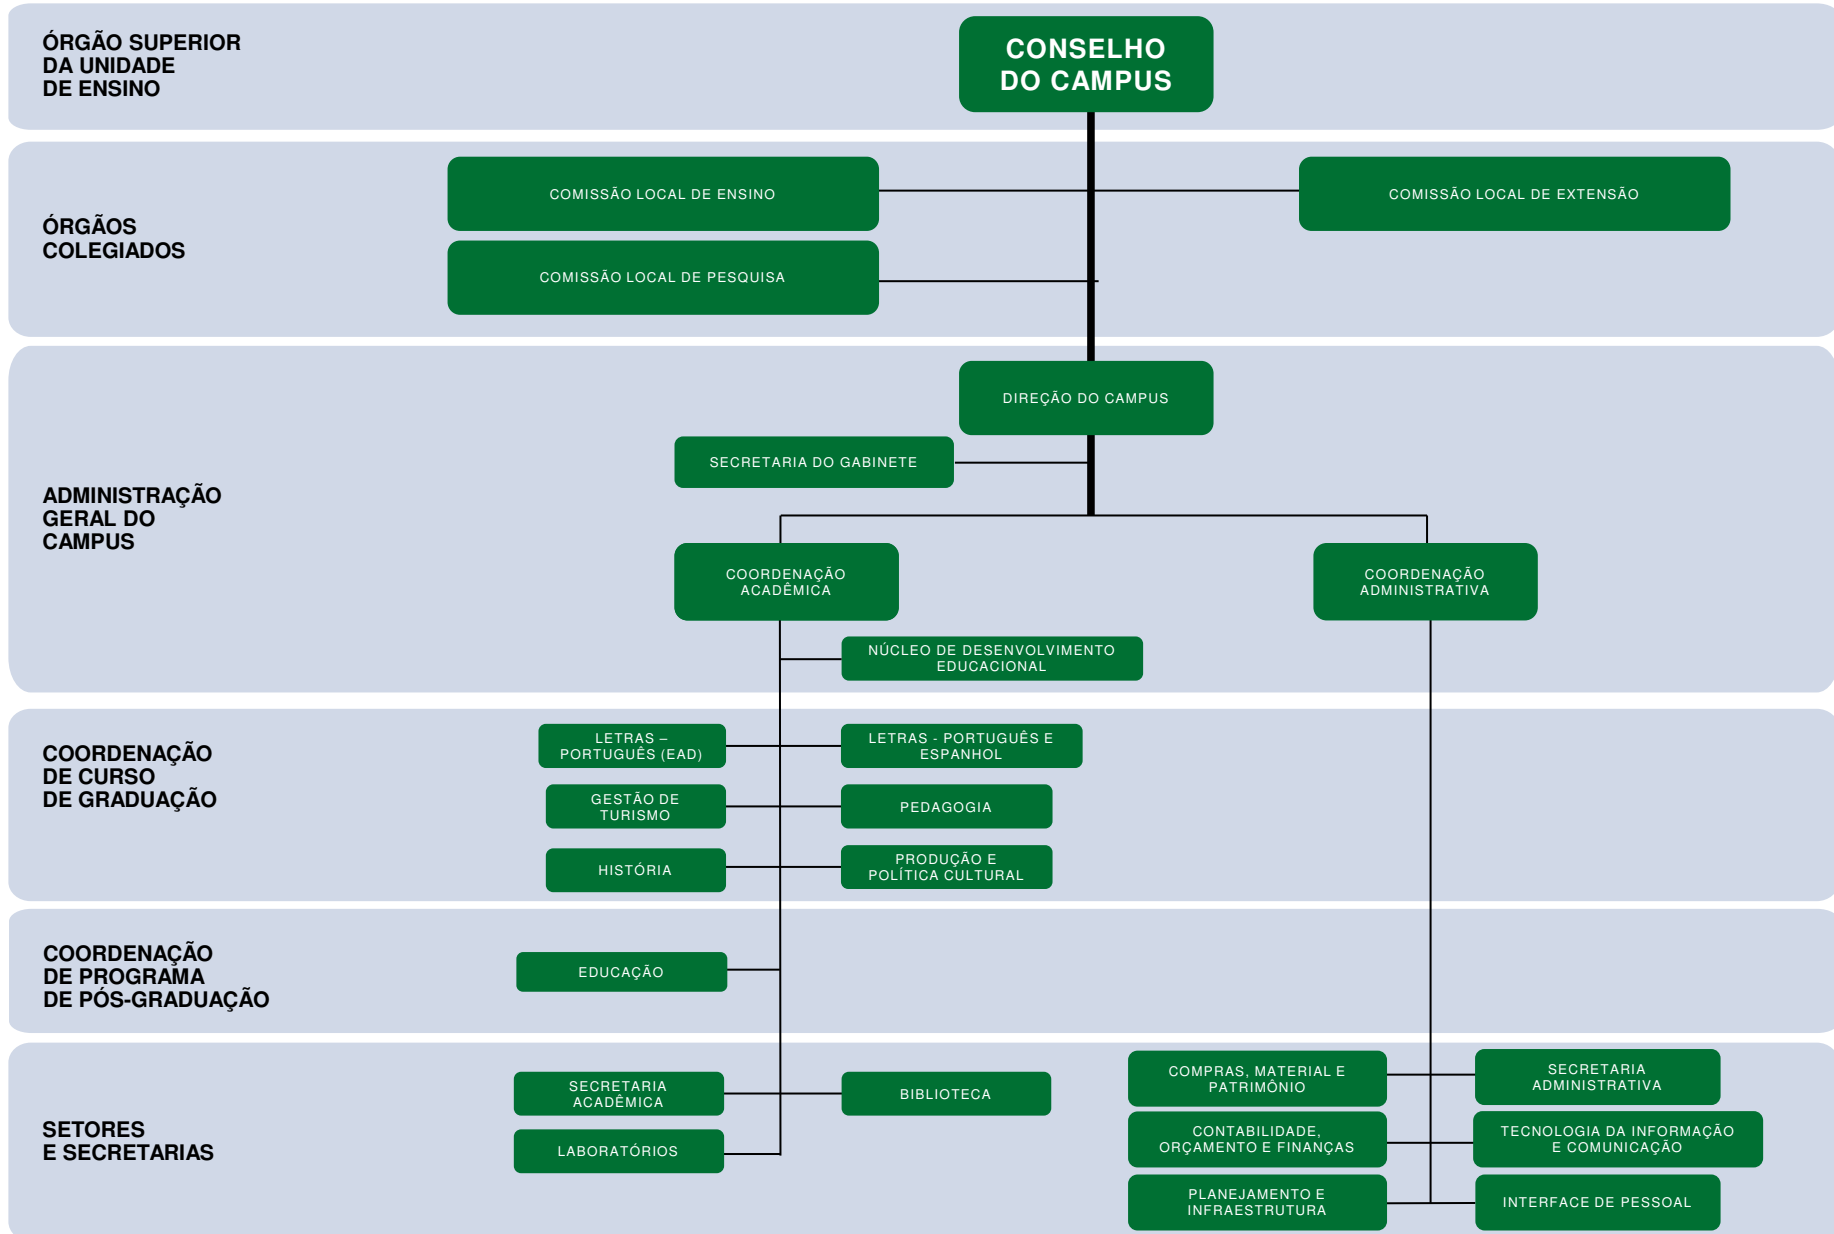 ÓRGÃO SUPERIOR
DA UNIDADE
DE ENSINO
CONSELHO
DO CAMPUS
ÓRGÃOS
COLEGIADOS
COMISSÃO LOCAL DE ENSINO
COMISSÃO LOCAL DE EXTENSÃO
COMISSÃO LOCAL DE PESQUISA
ADMINISTRAÇÃO
GERAL DO
CAMPUS
DIREÇÃO DO CAMPUS
SECRETARIA DO GABINETE
COORDENAÇÃO
ACADÊMICA
COORDENAÇÃO
ADMINISTRATIVA
NÚCLEO DE DESENVOLVIMENTO
EDUCACIONAL
COORDENAÇÃO
DE CURSO
DE GRADUAÇÃO
LETRAS –
PORTUGUÊS (EAD)
LETRAS - PORTUGUÊS E
ESPANHOL
GESTÃO DE
TURISMO
PEDAGOGIA
HISTÓRIA
PRODUÇÃO E
POLÍTICA CULTURAL
COORDENAÇÃO
DE PROGRAMA
DE PÓS-GRADUAÇÃO
EDUCAÇÃO
SETORES
E SECRETARIAS
SECRETARIA
ACADÊMICA
BIBLIOTECA
LABORATÓRIOS
COMPRAS, MATERIAL E
PATRIMÔNIO
SECRETARIA
ADMINISTRATIVA
CONTABILIDADE,
ORÇAMENTO E FINANÇAS
TECNOLOGIA DA INFORMAÇÃO
E COMUNICAÇÃO
PLANEJAMENTO E
INFRAESTRUTURA
INTERFACE DE PESSOAL